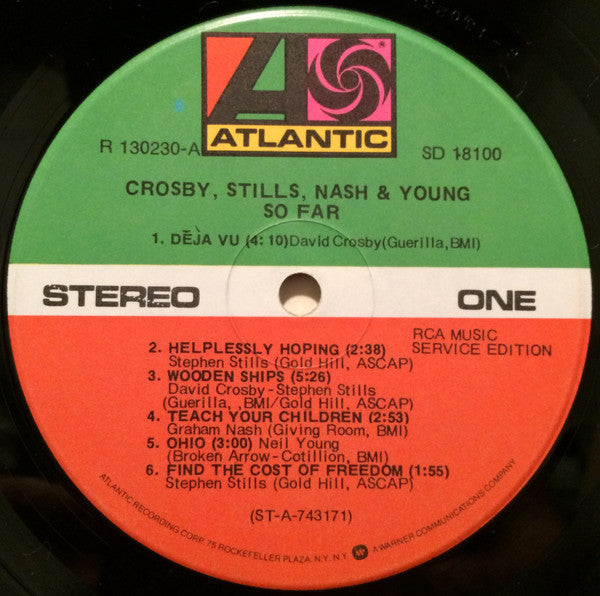 ATLANTIC
R 130230-A
SD 18100
CROSBY, STILLS, NASH & YOUNG
SO FAR
1. DĒJÀ VU (4:10)David Crosby(Guerilla,BMI)
STEREO
ONE
RCA MUSIC
SERVICE EDITION
2. HELPLESSLY HOPING (2:38)
Stephen Stills (Gold Hill, ASCAP)
3. WOODEN SHIPS (5:26)
David Crosby-Stephen Stills
(Guerilla, BMI/Gold Hill, ASCAP)
4. TEACH YOUR CHILDREN (2:53)
Graham Nash (Giving Room, BMI)
5. OHIO (3:00) Neil Young
(Broken Arrow-Cotillion, BMI)
6. FIND THE COST OF FREEDOM (1:55)
Stephen Stills (Gold Hill, ASCAP)
(ST-A-743171)
ATLANTIC RECORDING CORP. 75 ROCKEFELLER PLAZA, N.Y. N.Y. A WARNER COMMUNICATIONS COMPANY